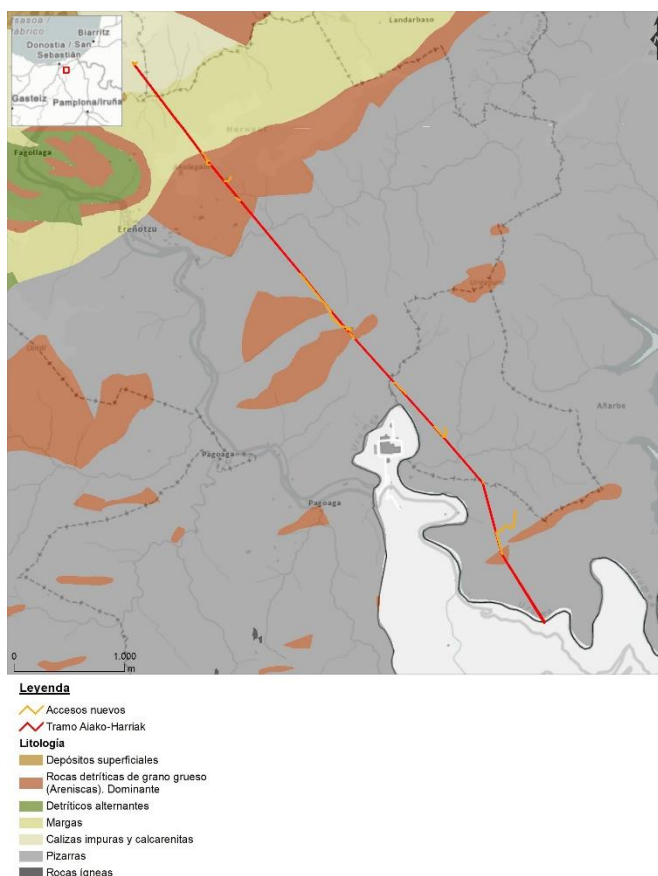 Landarbaso
Biarritz
Donostia / San
Sebastián
Gasteiz
Pamplona/Iruña
Fagollaga
Ereñotzu
Añarbe
Pagoaga
Pagoaga
0
1.000
m
Leyenda
Accesos nuevos
Tramo Aiako-Harriak
Litología
Depósitos superficiales
Rocas detríticas de grano grueso
(Areniscas). Dominante
Detríticos alternantes
Margas
Calizas impuras y calcarenitas
Pizarras
Rocas ígneas